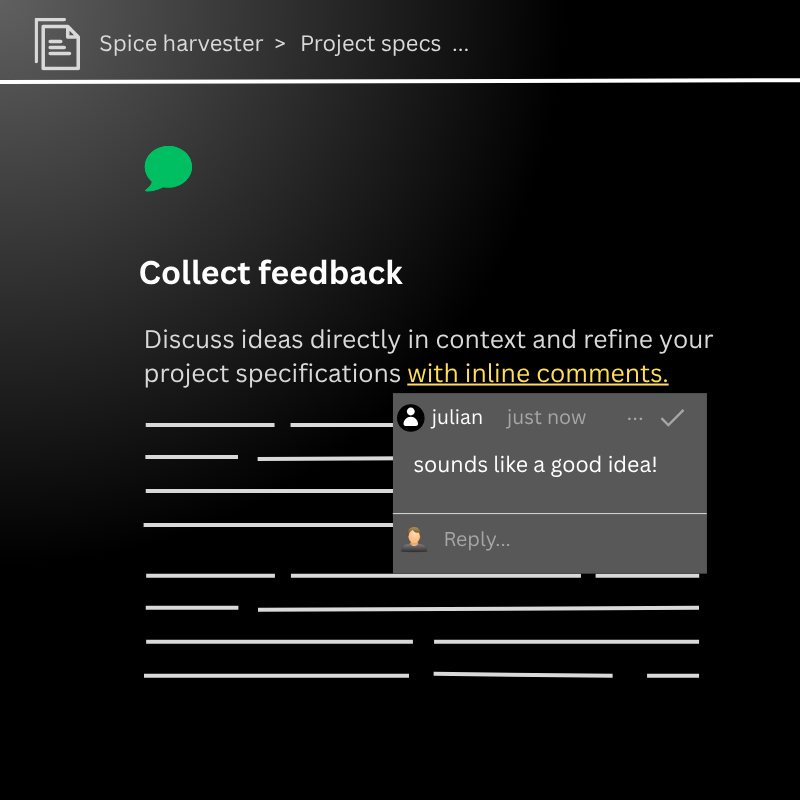 Spice harvester > Project specs ...
Collect feedback
Discuss ideas directly in context and refine your
project specifications with inline comments.
julian just now ...
sounds like a good idea!
Reply...